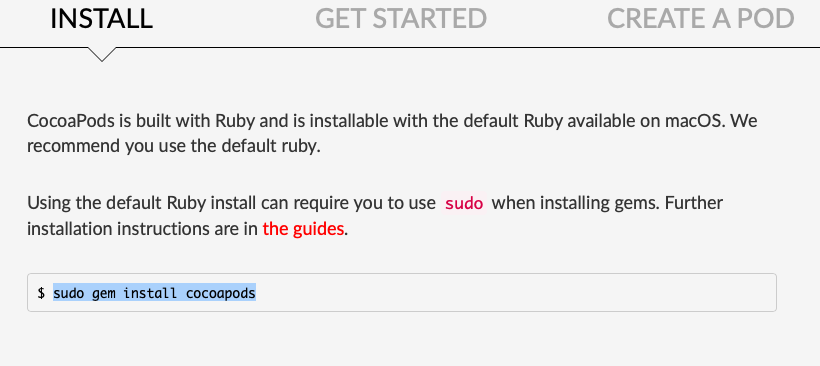 INSTALL GET STARTED CREATE A POD
CocoaPods is built with Ruby and is installable with the default Ruby available on macOS. We
recommend you use the default ruby.
Using the default Ruby install can require you to use sudo when installing gems. Further
installation instructions are in the guides.
$ sudo gem install cocoapods